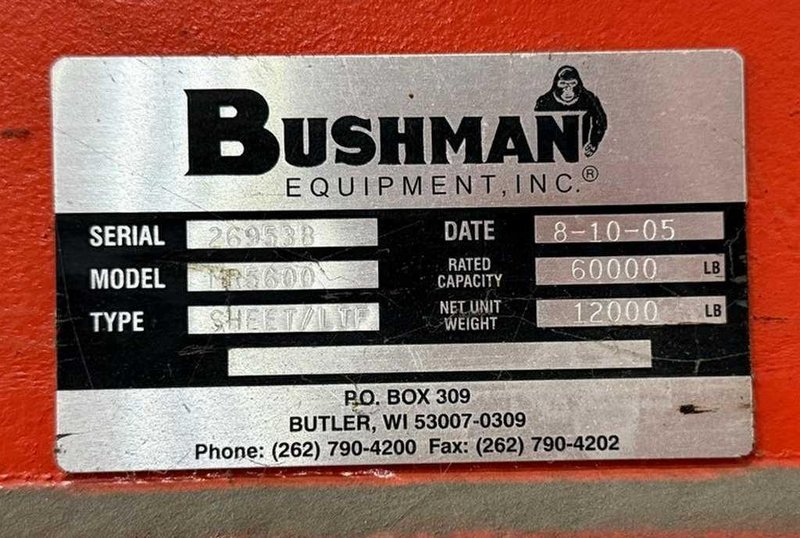 BUSHMAN
EQUIPMENT, INC.®
SERIAL 269538 DATE 8-10-05
MODEL RATED CAPACITY 60000 LB
TYPE SHEET/LTF NET UNIT WEIGHT 12000 LB
P.O. BOX 309
BUTLER, WI 53007-0309
Phone: (262) 790-4200 Fax: (262) 790-4202